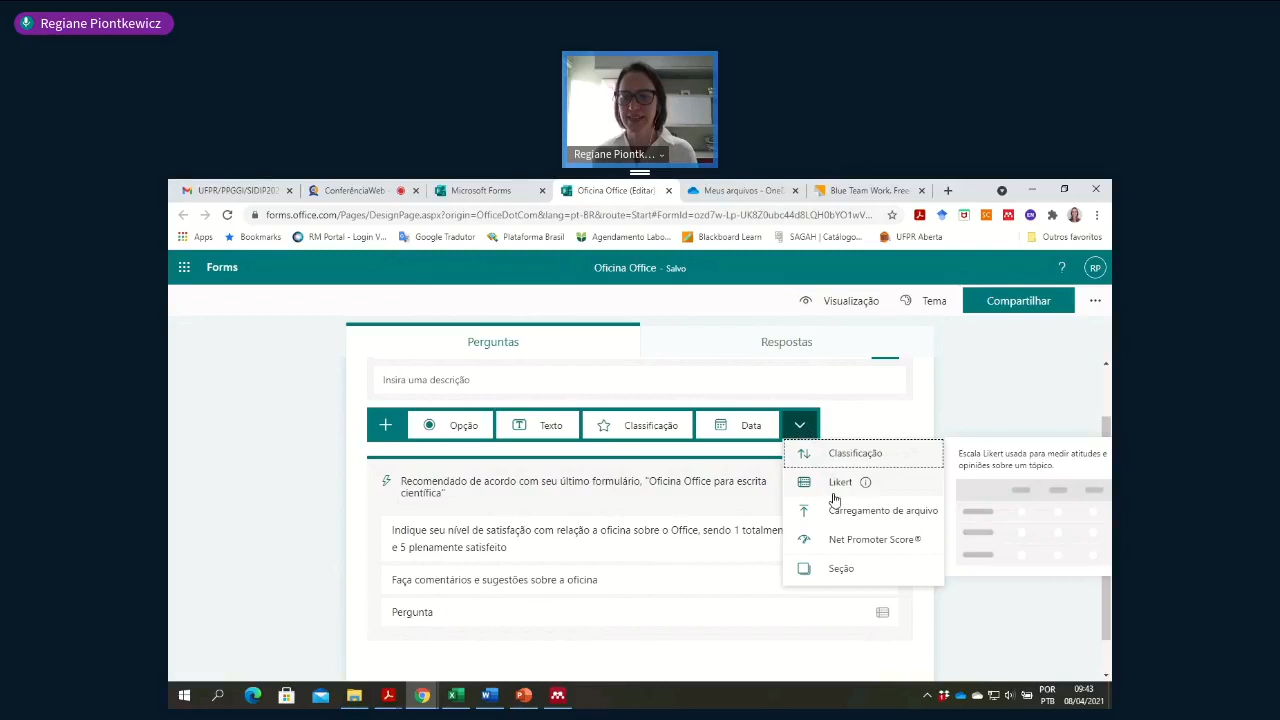 Regiane Piontkewicz
Regiane Piontk...
UFPR/PPGGI/SIDIP202
ConferênciaWeb
Microsoft Forms
Oficina Office (Editar)
Meus arquivos - OneD
Blue Team Work. Free
forms.office.com/Pages/DesignPage.aspx?origin=OfficeDotCom&lang=pt-BR&route=Start#FormId=ozd7w-Lp-UK8Z0ubc44d8LQH0bYO1wV...
Apps
Bookmarks
RM Portal - Login V...
Google Tradutor
Plataforma Brasil
Agendamento Labo...
Blackboard Learn
SAGAH | Catálogo...
UFPR Aberta
Outros favoritos
Forms
Oficina Office - Salvo
?
RP
Visualização
Tema
Compartilhar
Perguntas
Respostas
Insira uma descrição
Opção
Texto
Classificação
Data
Classificação
Likert
Carregamento de arquivo
Net Promoter Score®
Seção
Escala Likert usada para medir atitudes e
opiniões sobre um tópico.
Recomendado de acordo com seu último formulário, "Oficina Office para escrita
científica"
Indique seu nível de satisfação com relação a oficina sobre o Office, sendo 1 totalmen
e 5 plenamente satisfeito
Faça comentários e sugestões sobre a oficina
Pergunta
POR
PTB
09:43
08/04/2021